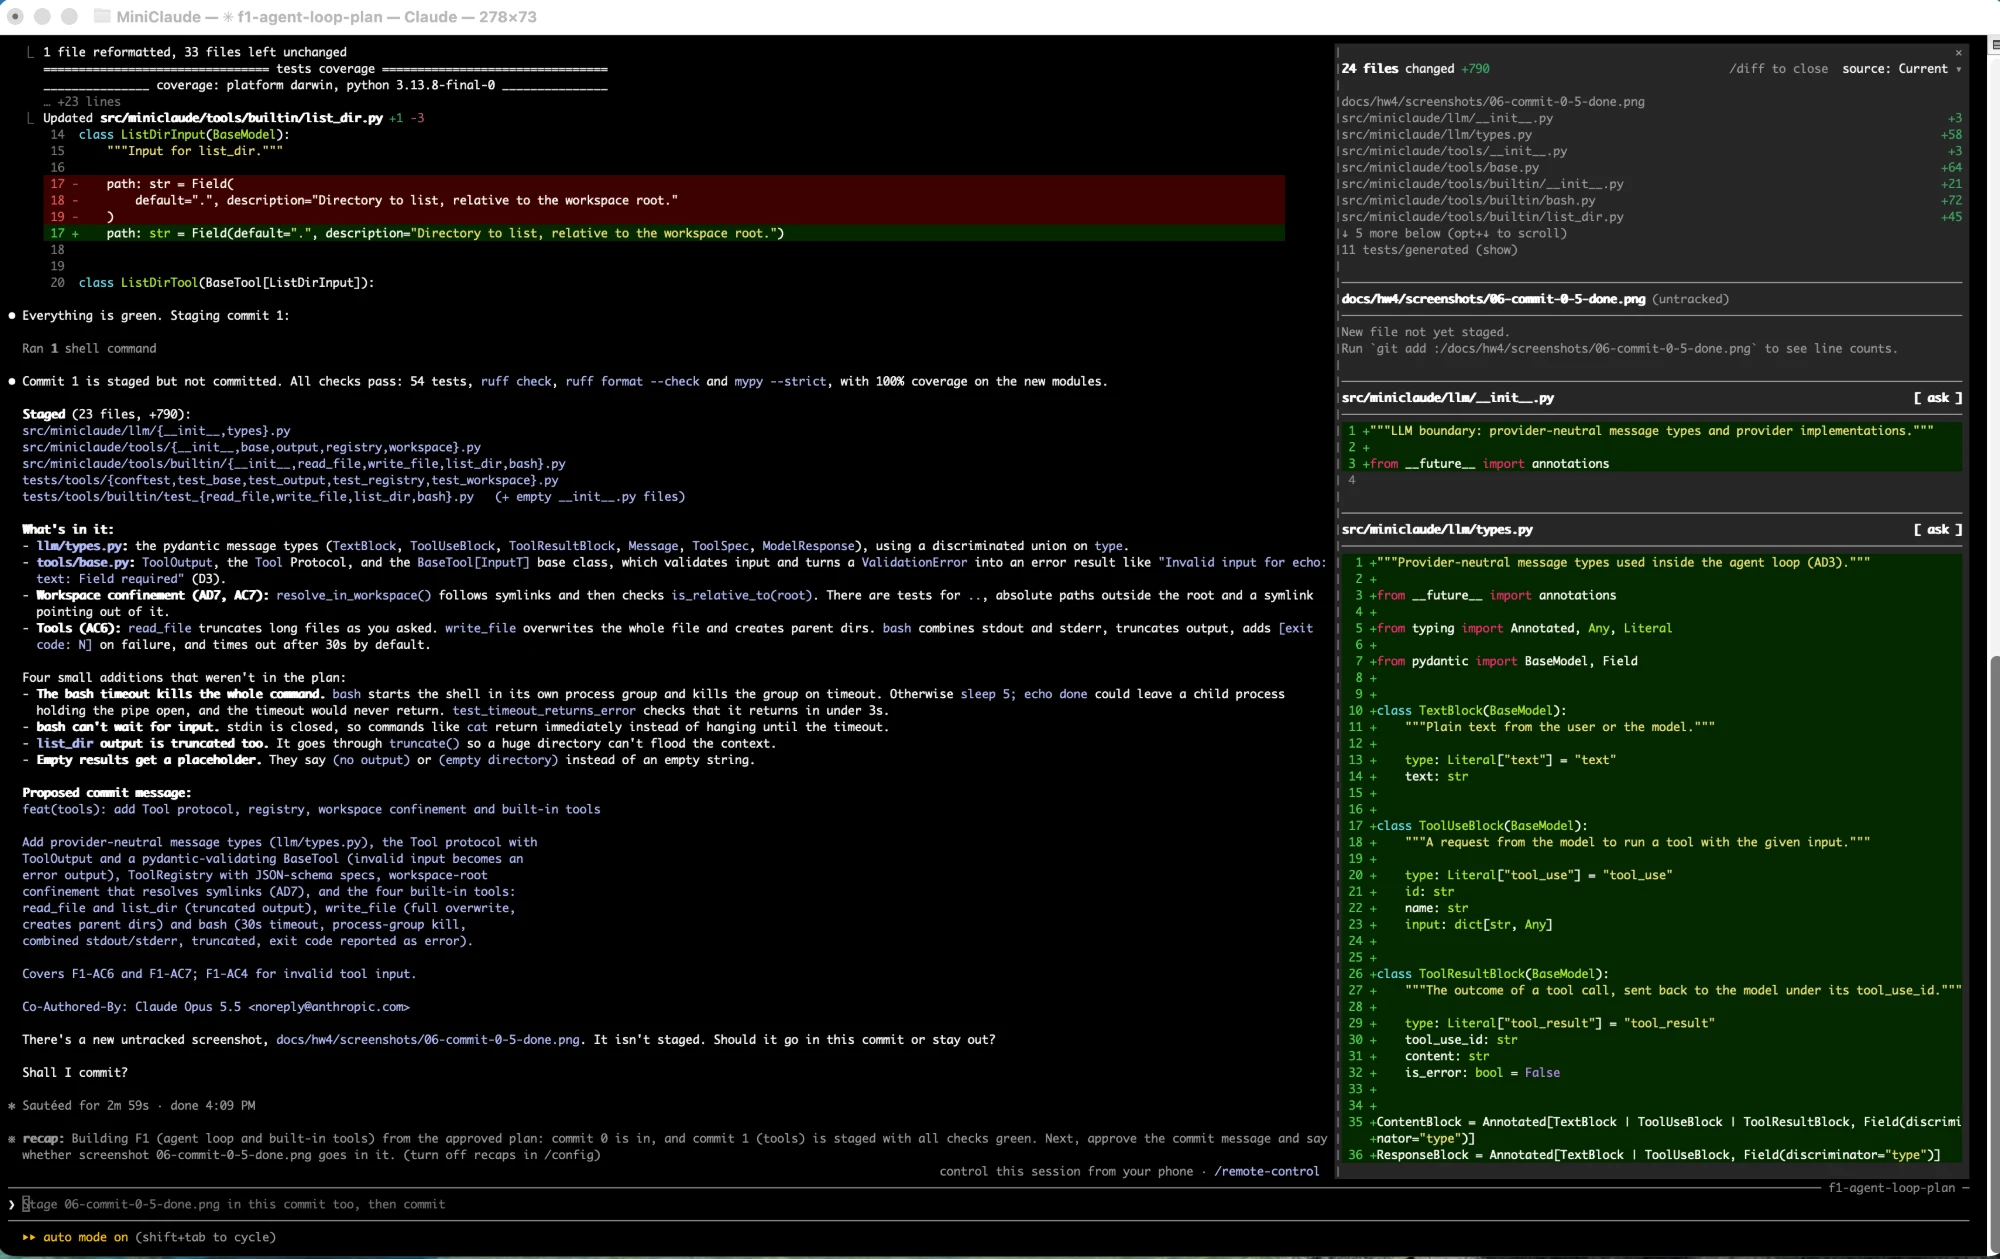 MiniClaude — ✳ f1-agent-loop-plan — Claude — 278×73
1 file reformatted, 33 files left unchanged
================================ tests coverage ================================
_______________ coverage: platform darwin, python 3.13.8-final-0 _______________
… +23 lines
Updated src/miniclaude/tools/builtin/list_dir.py +1 -3
14 class ListDirInput(BaseModel):
15     """Input for list_dir."""
16
17 -     path: str = Field(
18 -         default=".", description="Directory to list, relative to the workspace root."
19 -     )
17 +     path: str = Field(default=".", description="Directory to list, relative to the workspace root.")
18
19
20 class ListDirTool(BaseTool[ListDirInput]):
● Everything is green. Staging commit 1:
Ran 1 shell command
● Commit 1 is staged but not committed. All checks pass: 54 tests, ruff check, ruff format --check and mypy --strict, with 100% coverage on the new modules.
Staged (23 files, +790):
src/miniclaude/llm/{__init__,types}.py
src/miniclaude/tools/{__init__,base,output,registry,workspace}.py
src/miniclaude/tools/builtin/{__init__,read_file,write_file,list_dir,bash}.py
tests/tools/{conftest,test_base,test_output,test_registry,test_workspace}.py
tests/tools/builtin/test_{read_file,write_file,list_dir,bash}.py   (+ empty __init__.py files)
What's in it:
- llm/types.py: the pydantic message types (TextBlock, ToolUseBlock, ToolResultBlock, Message, ToolSpec, ModelResponse), using a discriminated union on type.
- tools/base.py: ToolOutput, the Tool Protocol, and the BaseTool[InputT] base class, which validates input and turns a ValidationError into an error result like "Invalid input for echo:
text: Field required" (D3).
- Workspace confinement (AD7, AC7): resolve_in_workspace() follows symlinks and then checks is_relative_to(root). There are tests for .., absolute paths outside the root and a symlink
pointing out of it.
- Tools (AC6): read_file truncates long files as you asked. write_file overwrites the whole file and creates parent dirs. bash combines stdout and stderr, truncates output, adds [exit
code: N] on failure, and times out after 30s by default.
Four small additions that weren't in the plan:
- The bash timeout kills the whole command. bash starts the shell in its own process group and kills the group on timeout. Otherwise sleep 5; echo done could leave a child process
holding the pipe open, and the timeout would never return. test_timeout_returns_error checks that it returns in under 3s.
- bash can't wait for input. stdin is closed, so commands like cat return immediately instead of hanging until the timeout.
- list_dir output is truncated too. It goes through truncate() so a huge directory can't flood the context.
- Empty results get a placeholder. They say (no output) or (empty directory) instead of an empty string.
Proposed commit message:
feat(tools): add Tool protocol, registry, workspace confinement and built-in tools
Add provider-neutral message types (llm/types.py), the Tool protocol with
ToolOutput and a pydantic-validating BaseTool (invalid input becomes an
error output), ToolRegistry with JSON-schema specs, workspace-root
confinement that resolves symlinks (AD7), and the four built-in tools:
read_file and list_dir (truncated output), write_file (full overwrite,
creates parent dirs) and bash (30s timeout, process-group kill,
combined stdout/stderr, truncated, exit code reported as error).
Covers F1-AC6 and F1-AC7; F1-AC4 for invalid tool input.
Co-Authored-By: Claude Opus 5.5 <noreply@anthropic.com>
There's a new untracked screenshot, docs/hw4/screenshots/06-commit-0-5-done.png. It isn't staged. Should it go in this commit or stay out?
Shall I commit?
✻ Sautéed for 2m 59s · done 4:09 PM
※ recap: Building F1 (agent loop and built-in tools) from the approved plan: commit 0 is in, and commit 1 (tools) is staged with all checks green. Next, approve the commit message and say
whether screenshot 06-commit-0-5-done.png goes in it. (turn off recaps in /config)
control this session from your phone · /remote-control
f1-agent-loop-plan
❯ Stage 06-commit-0-5-done.png in this commit too, then commit
▸▸ auto mode on (shift+tab to cycle)
×
24 files changed +790   /diff to close  source: Current ▾
docs/hw4/screenshots/06-commit-0-5-done.png
src/miniclaude/llm/__init__.py +3
src/miniclaude/llm/types.py +58
src/miniclaude/tools/__init__.py +3
src/miniclaude/tools/base.py +64
src/miniclaude/tools/builtin/__init__.py +21
src/miniclaude/tools/builtin/bash.py +72
src/miniclaude/tools/builtin/list_dir.py +45
↓ 5 more below (opt+↓ to scroll)
11 tests/generated (show)
docs/hw4/screenshots/06-commit-0-5-done.png (untracked)
New file not yet staged.
Run `git add :/docs/hw4/screenshots/06-commit-0-5-done.png` to see line counts.
src/miniclaude/llm/__init__.py [ ask ]
1 +"""LLM boundary: provider-neutral message types and provider implementations."""
2 +
3 +from __future__ import annotations
4
src/miniclaude/llm/types.py [ ask ]
1 +"""Provider-neutral message types used inside the agent loop (AD3)."""
2 +
3 +from __future__ import annotations
4 +
5 +from typing import Annotated, Any, Literal
6 +
7 +from pydantic import BaseModel, Field
8 +
9 +
10 +class TextBlock(BaseModel):
11 +    """Plain text from the user or the model."""
12 +
13 +    type: Literal["text"] = "text"
14 +    text: str
15 +
16 +
17 +class ToolUseBlock(BaseModel):
18 +    """A request from the model to run a tool with the given input."""
19 +
20 +    type: Literal["tool_use"] = "tool_use"
21 +    id: str
22 +    name: str
23 +    input: dict[str, Any]
24 +
25 +
26 +class ToolResultBlock(BaseModel):
27 +    """The outcome of a tool call, sent back to the model under its tool_use_id."""
28 +
29 +    type: Literal["tool_result"] = "tool_result"
30 +    tool_use_id: str
31 +    content: str
32 +    is_error: bool = False
33 +
34 +
35 +ContentBlock = Annotated[TextBlock | ToolUseBlock | ToolResultBlock, Field(discrimi
+nator="type")]
36 +ResponseBlock = Annotated[TextBlock | ToolUseBlock, Field(discriminator="type")]